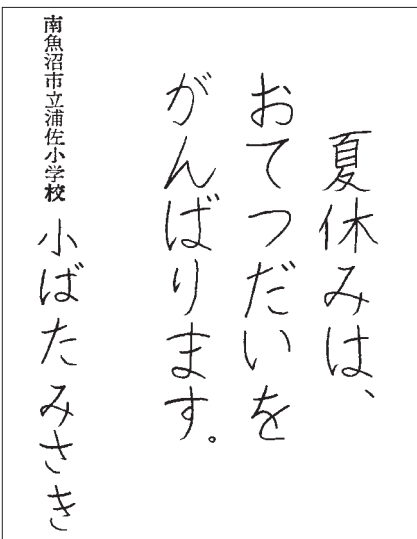 夏休みは、
おてつだいを
がんばります。
南魚沼市立浦佐小学校 小ばたみさき